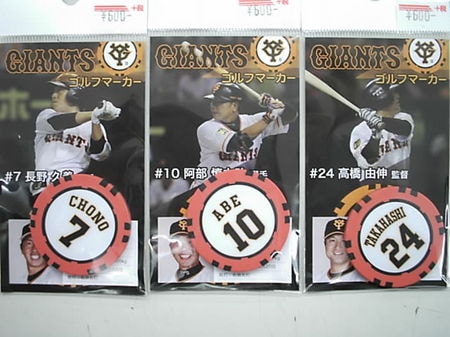 +税
¥600-
GIANTS
ゴルフマーカー
#7 長野 久義
CHONO
7
+税
¥600-
GIANTS
ゴルフマーカー
#10 阿部
ABE
10
+税
¥600-
GIANTS
ゴルフマーカー
#24 高橋 由伸 監督
TAKAHASHI
24